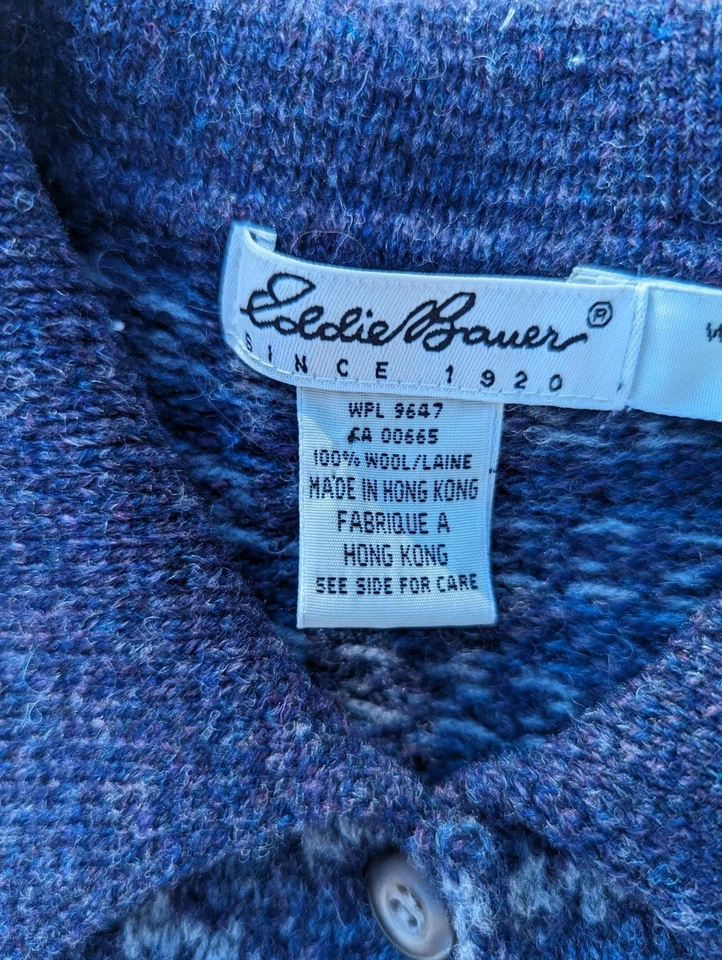 Eddie Bauer ®
SINCE 1920
WPL 9647
CA 00665
100% WOOL/LAINE
MADE IN HONG KONG
FABRIQUE A
HONG KONG
SEE SIDE FOR CARE